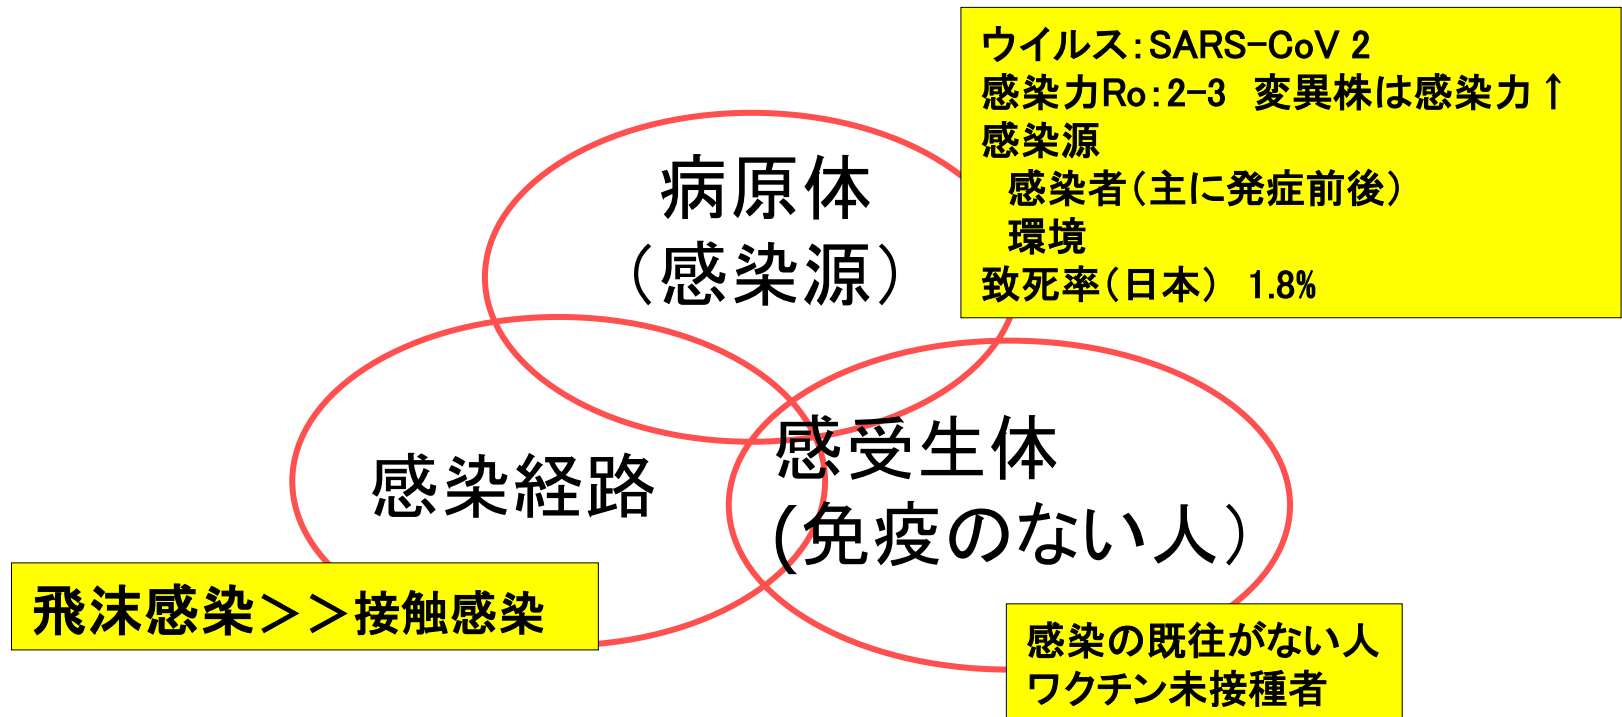 ウイルス：SARS-CoV 2
感染力Ro：2-3　変異株は感染力↑
感染源
感染者（主に発症前後）
環境
致死率（日本）　1.8%
病原体
（感染源）
感染経路
感受生体
(免疫のない人）
飛沫感染＞＞接触感染
感染の既往がない人
ワクチン未接種者